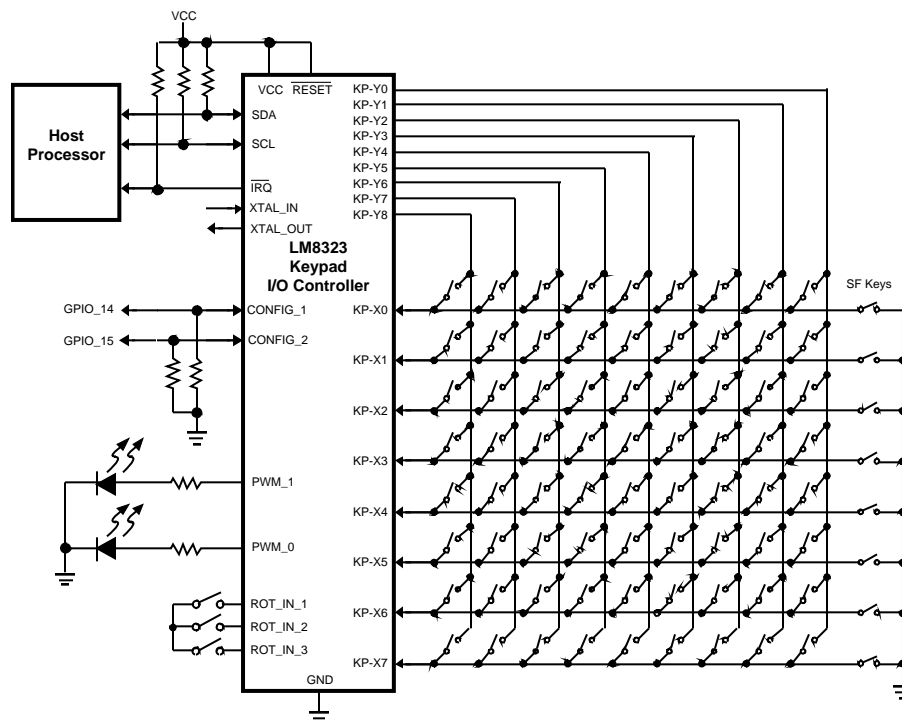 VCC
VCC RESET
Host
Processor
SDA
SCL
IRQ
XTAL_IN
XTAL_OUT
LM8323
Keypad
I/O Controller
KP-Y0
KP-Y1
KP-Y2
KP-Y3
KP-Y4
KP-Y5
KP-Y6
KP-Y7
KP-Y8
SF Keys
GPIO_14
CONFIG_1
GPIO_15
CONFIG_2
KP-X0
KP-X1
KP-X2
KP-X3
KP-X4
KP-X5
KP-X6
KP-X7
PWM_1
PWM_0
ROT_IN_1
ROT_IN_2
ROT_IN_3
GND